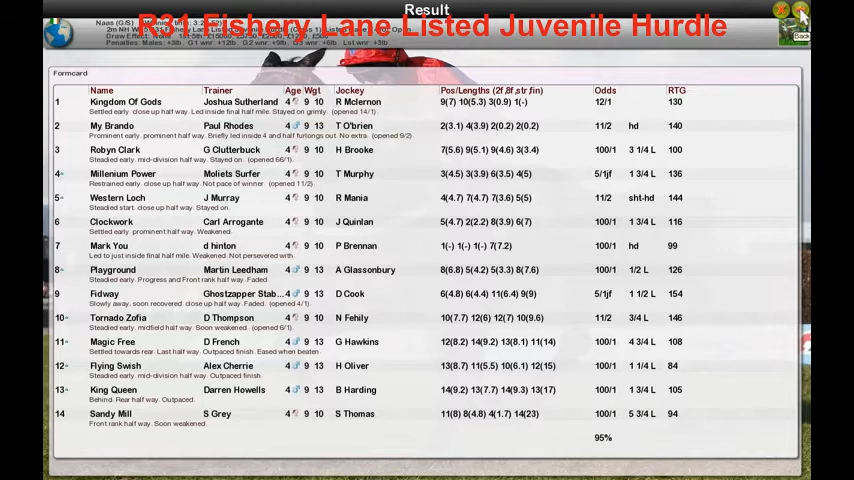 Result
R31 Fishery Lane Listed Juvenile Hurdle
Naas (G/S)
Back
Formcard
Name Trainer Age Wgt Jockey Pos/Lengths (2f,8f,str,fin) Odds RTG
1 Kingdom Of Gods Joshua Sutherland 4 9 10 R Mclernon 9(7) 10(5.3) 3(0.9) 1(-) 12/1 130
Settled early. close up half way. Led inside final half mile. Stayed on grimly. (opened 14/1)
2 My Brando Paul Rhodes 4 9 13 T O'brien 2(3.1) 4(3.9) 2(0.2) 2(0.2) 11/2 hd 140
Prominent early. prominent half way. Briefly led inside 4 and half furlongs out. No extra. (opened 9/2)
3 Robyn Clark G Clutterbuck 4 9 10 H Brooke 7(5.6) 9(5.1) 9(4.6) 3(3.4) 100/1 3 1/4 L 100
Steadied early. mid-division half way. Stayed on. (opened 66/1)
4 Millenium Power Moliets Surfer 4 9 10 T Murphy 3(4.5) 3(3.9) 6(3.5) 4(5) 5/1jf 1 3/4 L 136
Restrained early. close up half way. Not pace of winner. (opened 11/2)
5 Western Loch J Murray 4 9 10 R Mania 4(4.7) 7(4.7) 7(3.6) 5(5) 11/2 sht-hd 144
Steadied start. close up half way. Stayed on.
6 Clockwork Carl Arrogante 4 9 10 J Quinlan 5(4.7) 2(2.2) 8(3.9) 6(7) 100/1 1 3/4 L 116
Settled early. prominent half way. Weakened.
7 Mark You d hinton 4 9 10 P Brennan 1(-) 1(-) 1(-) 7(7.2) 100/1 hd 99
Led to just inside final half mile. Weakened. Not persevered with.
8 Playground Martin Leedham 4 9 13 A Glassonbury 8(6.8) 5(4.2) 5(3.3) 8(7.6) 100/1 1/2 L 126
Steadied early. Progress and Front rank half way. Faded.
9 Fidway Ghostzapper Stab... 4 9 13 D Cook 6(4.8) 6(4.4) 11(6.4) 9(9) 5/1jf 1 1/2 L 154
Slowly away, soon recovered. close up half way. Faded. (opened 4/1)
10 Tornado Zofia D Thompson 4 9 10 N Fehily 10(7.7) 12(6) 12(7) 10(9.6) 11/2 3/4 L 146
Steadied early. midfield half way. Soon weakened. (opened 6/1)
11 Magic Free D French 4 9 13 G Hawkins 12(8.2) 14(9.2) 13(8.1) 11(14) 100/1 4 3/4 L 108
Settled towards rear. Last half way. Outpaced finish. Eased when beaten.
12 Flying Swish Alex Cherrie 4 9 13 H Oliver 13(8.7) 11(5.5) 10(6.1) 12(15) 100/1 1 1/4 L 84
Steadied early. mid-division half way. Outpaced finish.
13 King Queen Darren Howells 4 9 13 B Harding 14(9.2) 13(7.7) 14(9.3) 13(17) 100/1 1 3/4 L 105
Behind. Rear half way. Outpaced.
14 Sandy Mill S Grey 4 9 10 S Thomas 11(8) 8(4.8) 4(1.7) 14(23) 100/1 5 3/4 L 94
Front rank half way. Soon weakened.
95%